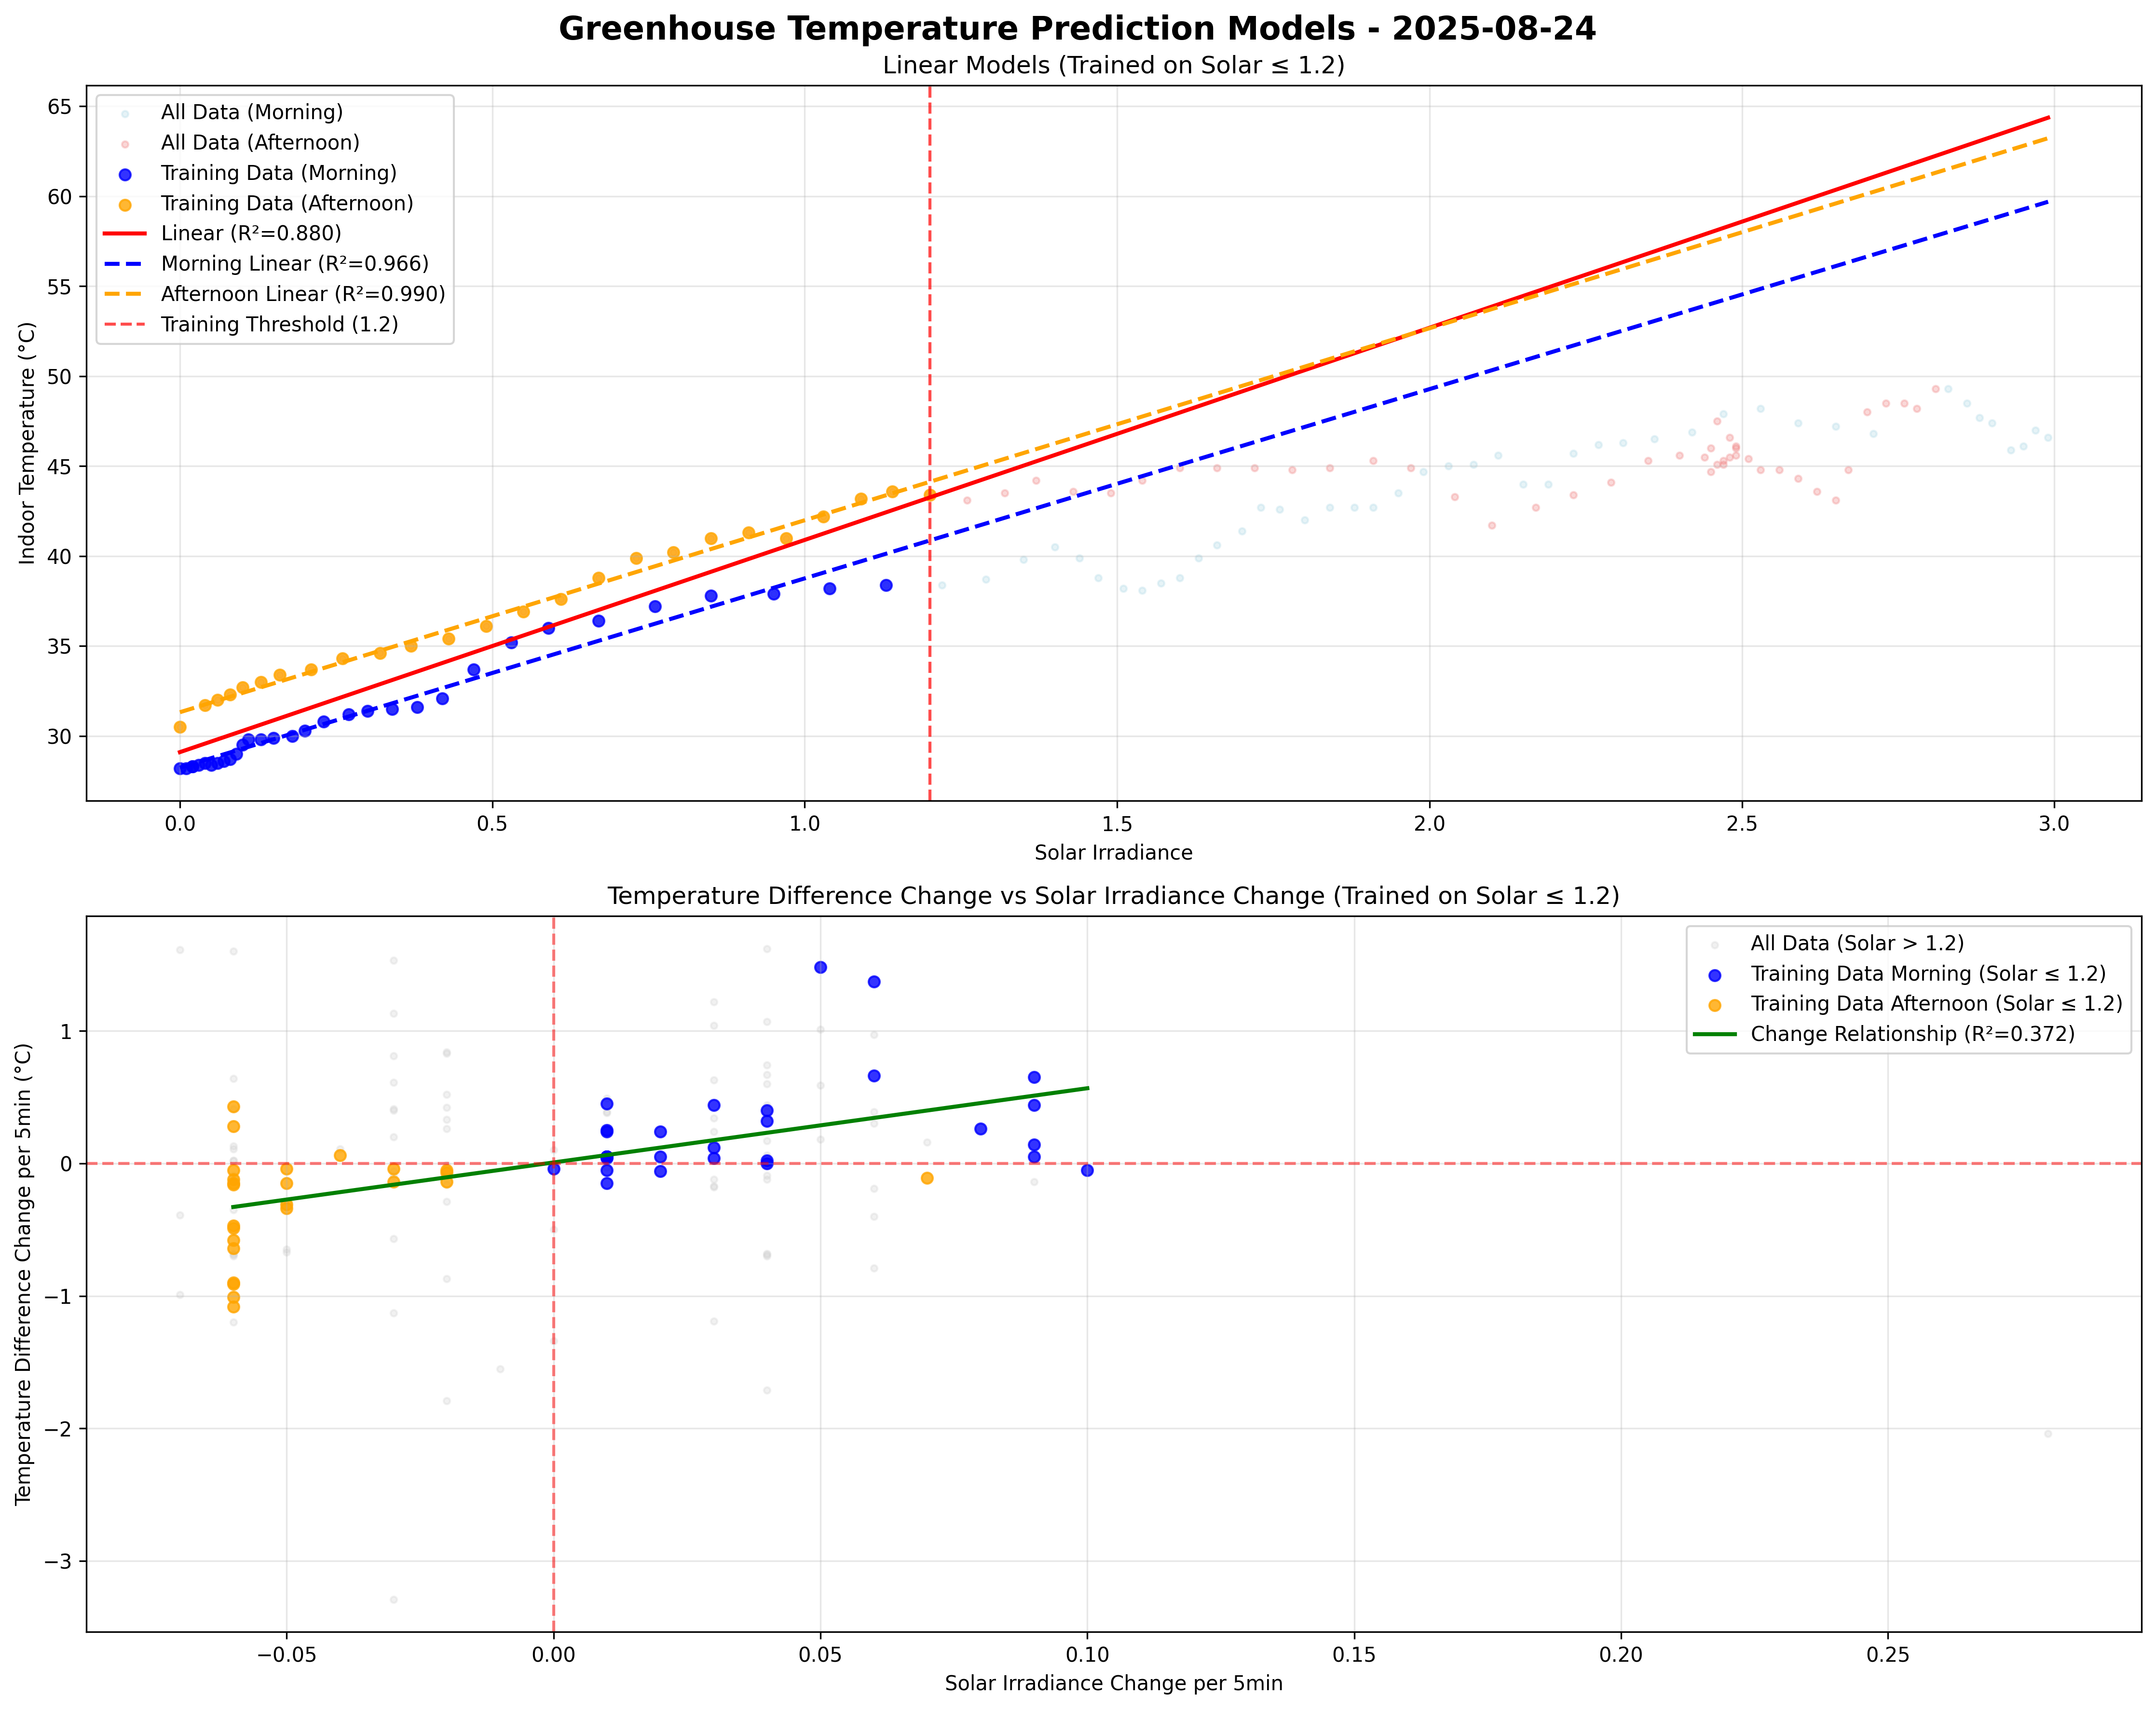 Greenhouse Temperature Prediction Models - 2025-08-24
Linear Models (Trained on Solar ≤ 1.2)
All Data (Morning)
All Data (Afternoon)
Training Data (Morning)
Training Data (Afternoon)
Linear (R²=0.880)
Morning Linear (R²=0.966)
Afternoon Linear (R²=0.990)
Training Threshold (1.2)
Indoor Temperature (°C)
65
60
55
50
45
40
35
30
0.0 0.5 1.0 1.5 2.0 2.5 3.0
Solar Irradiance
Temperature Difference Change vs Solar Irradiance Change (Trained on Solar ≤ 1.2)
All Data (Solar > 1.2)
Training Data Morning (Solar ≤ 1.2)
Training Data Afternoon (Solar ≤ 1.2)
Change Relationship (R²=0.372)
Temperature Difference Change per 5min (°C)
1
0
−1
−2
−3
−0.05 0.00 0.05 0.10 0.15 0.20 0.25
Solar Irradiance Change per 5min